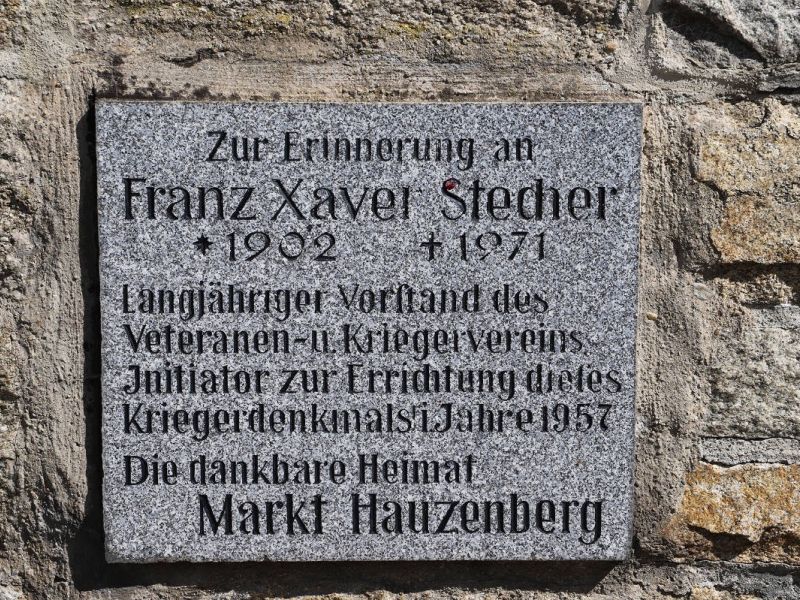 Zur Erinnerung an
Franz Xaver Stecher
* 1902 † 1971
Langjähriger Vorſtand des
Veteranen- u. Kriegervereins.
Jnitiator zur Errichtung dieſes
Kriegerdenkmals i. Jahre 1957
Die dankbare Heimat
Markt Hauzenberg